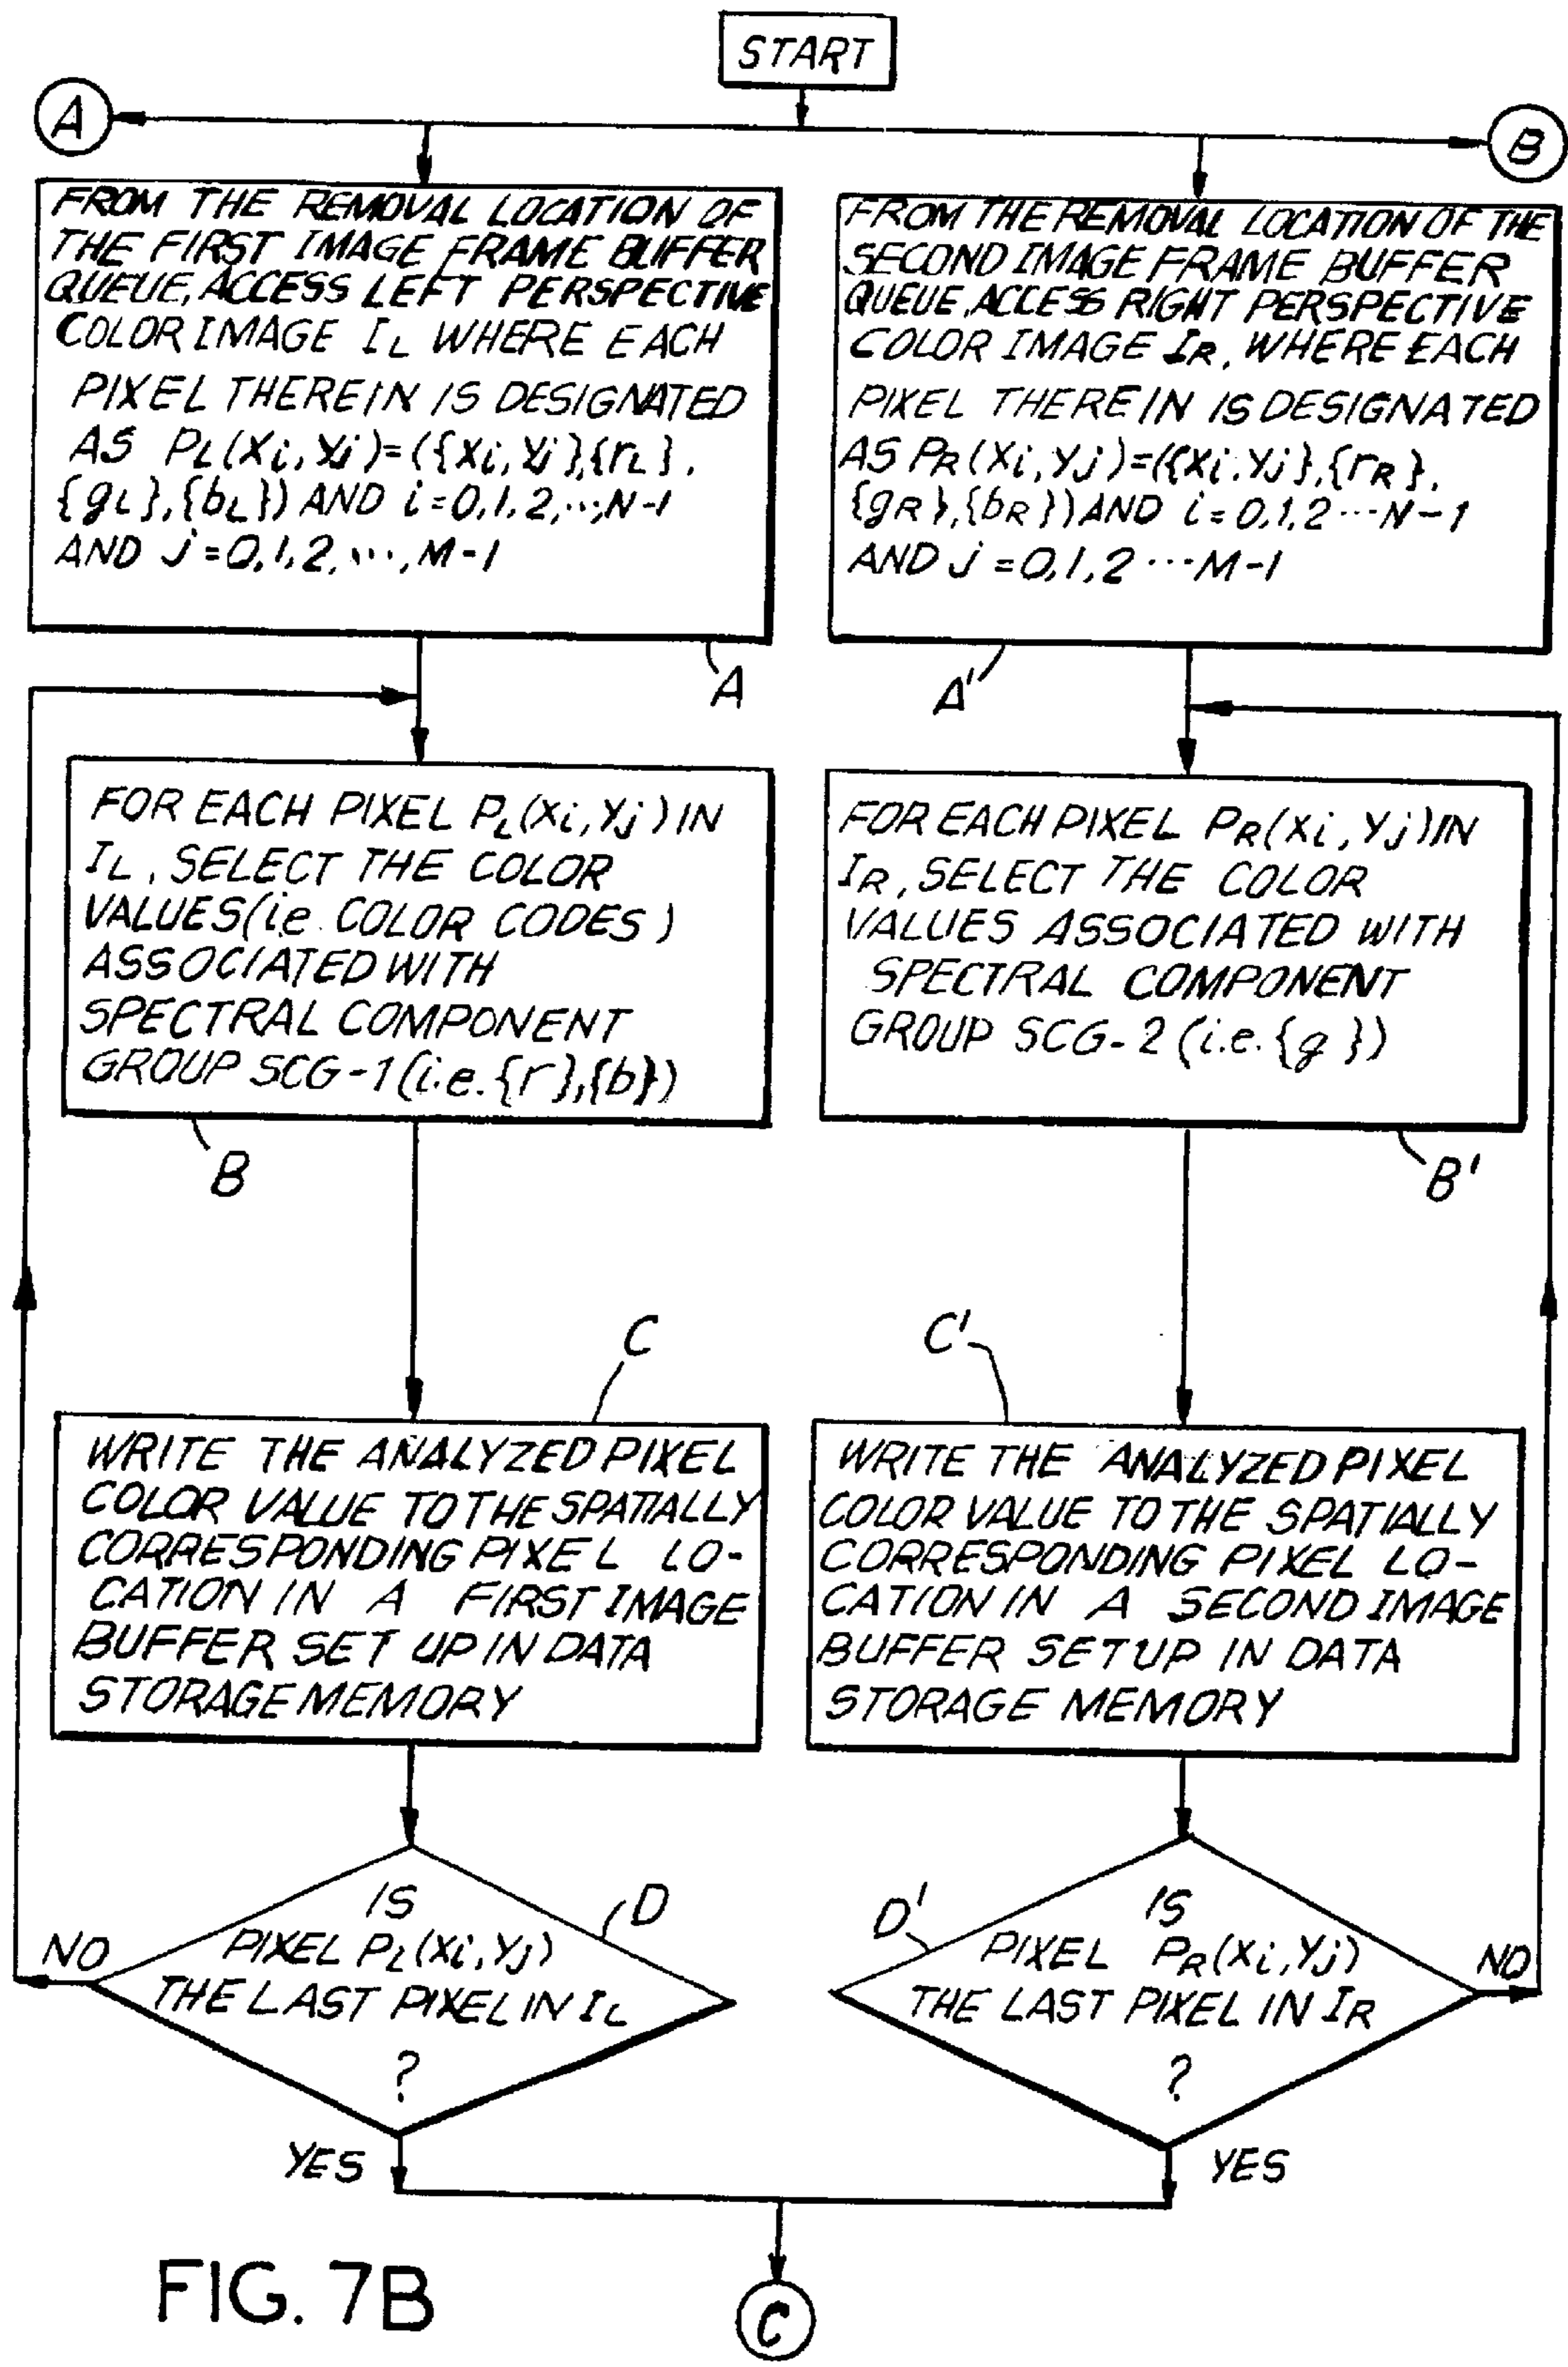 START
A
B
FROM THE REMOVAL LOCATION OF
THE FIRST IMAGE FRAME BUFFER
QUEUE, ACCESS LEFT PERSPECTIVE
COLOR IMAGE IL WHERE EACH
PIXEL THEREIN IS DESIGNATED
AS PL(Xi, Yj)=({Xi, Yj},{rL},
{gL},{bL}) AND i=0,1,2,...,N-1
AND j=0,1,2,...,M-1
A
FROM THE REMOVAL LOCATION OF THE
SECOND IMAGE FRAME BUFFER
QUEUE, ACCESS RIGHT PERSPECTIVE
COLOR IMAGE IR, WHERE EACH
PIXEL THEREIN IS DESIGNATED
AS PR(Xi, Yj)=({Xi.Yj},{rR},
{gR},{bR}) AND i=0,1,2...N-1
AND j=0,1,2...M-1
A'
FOR EACH PIXEL PL(Xi, Yj) IN
IL, SELECT THE COLOR
VALUES (i.e. COLOR CODES)
ASSOCIATED WITH
SPECTRAL COMPONENT
GROUP SCG-1 (i.e.{r},{b})
B
FOR EACH PIXEL PR(Xi, Yj) IN
IR, SELECT THE COLOR
VALUES ASSOCIATED WITH
SPECTRAL COMPONENT
GROUP SCG-2 (i.e.{g})
B'
C
WRITE THE ANALYZED PIXEL
COLOR VALUE TO THE SPATIALLY
CORRESPONDING PIXEL LO-
CATION IN A FIRST IMAGE
BUFFER SET UP IN DATA
STORAGE MEMORY
C'
WRITE THE ANALYZED PIXEL
COLOR VALUE TO THE SPATIALLY
CORRESPONDING PIXEL LO-
CATION IN A SECOND IMAGE
BUFFER SET UP IN DATA
STORAGE MEMORY
D
IS
PIXEL PL(Xi, Yj)
THE LAST PIXEL IN IL
?
NO
YES
D'
IS
PIXEL PR(Xi, Yj)
THE LAST PIXEL IN IR
?
NO
YES
C
FIG. 7B